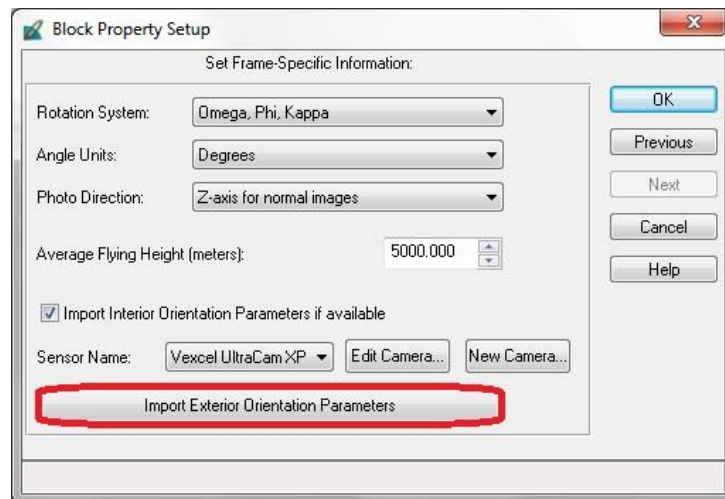 Block Property Setup
Set Frame-Specific Information:
Rotation System: Omega, Phi, Kappa
Angle Units: Degrees
Photo Direction: Z-axis for normal images
Average Flying Height (meters): 5000.000
Import Interior Orientation Parameters if available
Sensor Name: Vexcel UltraCam XP Edit Camera... New Camera...
Import Exterior Orientation Parameters
OK
Previous
Next
Cancel
Help